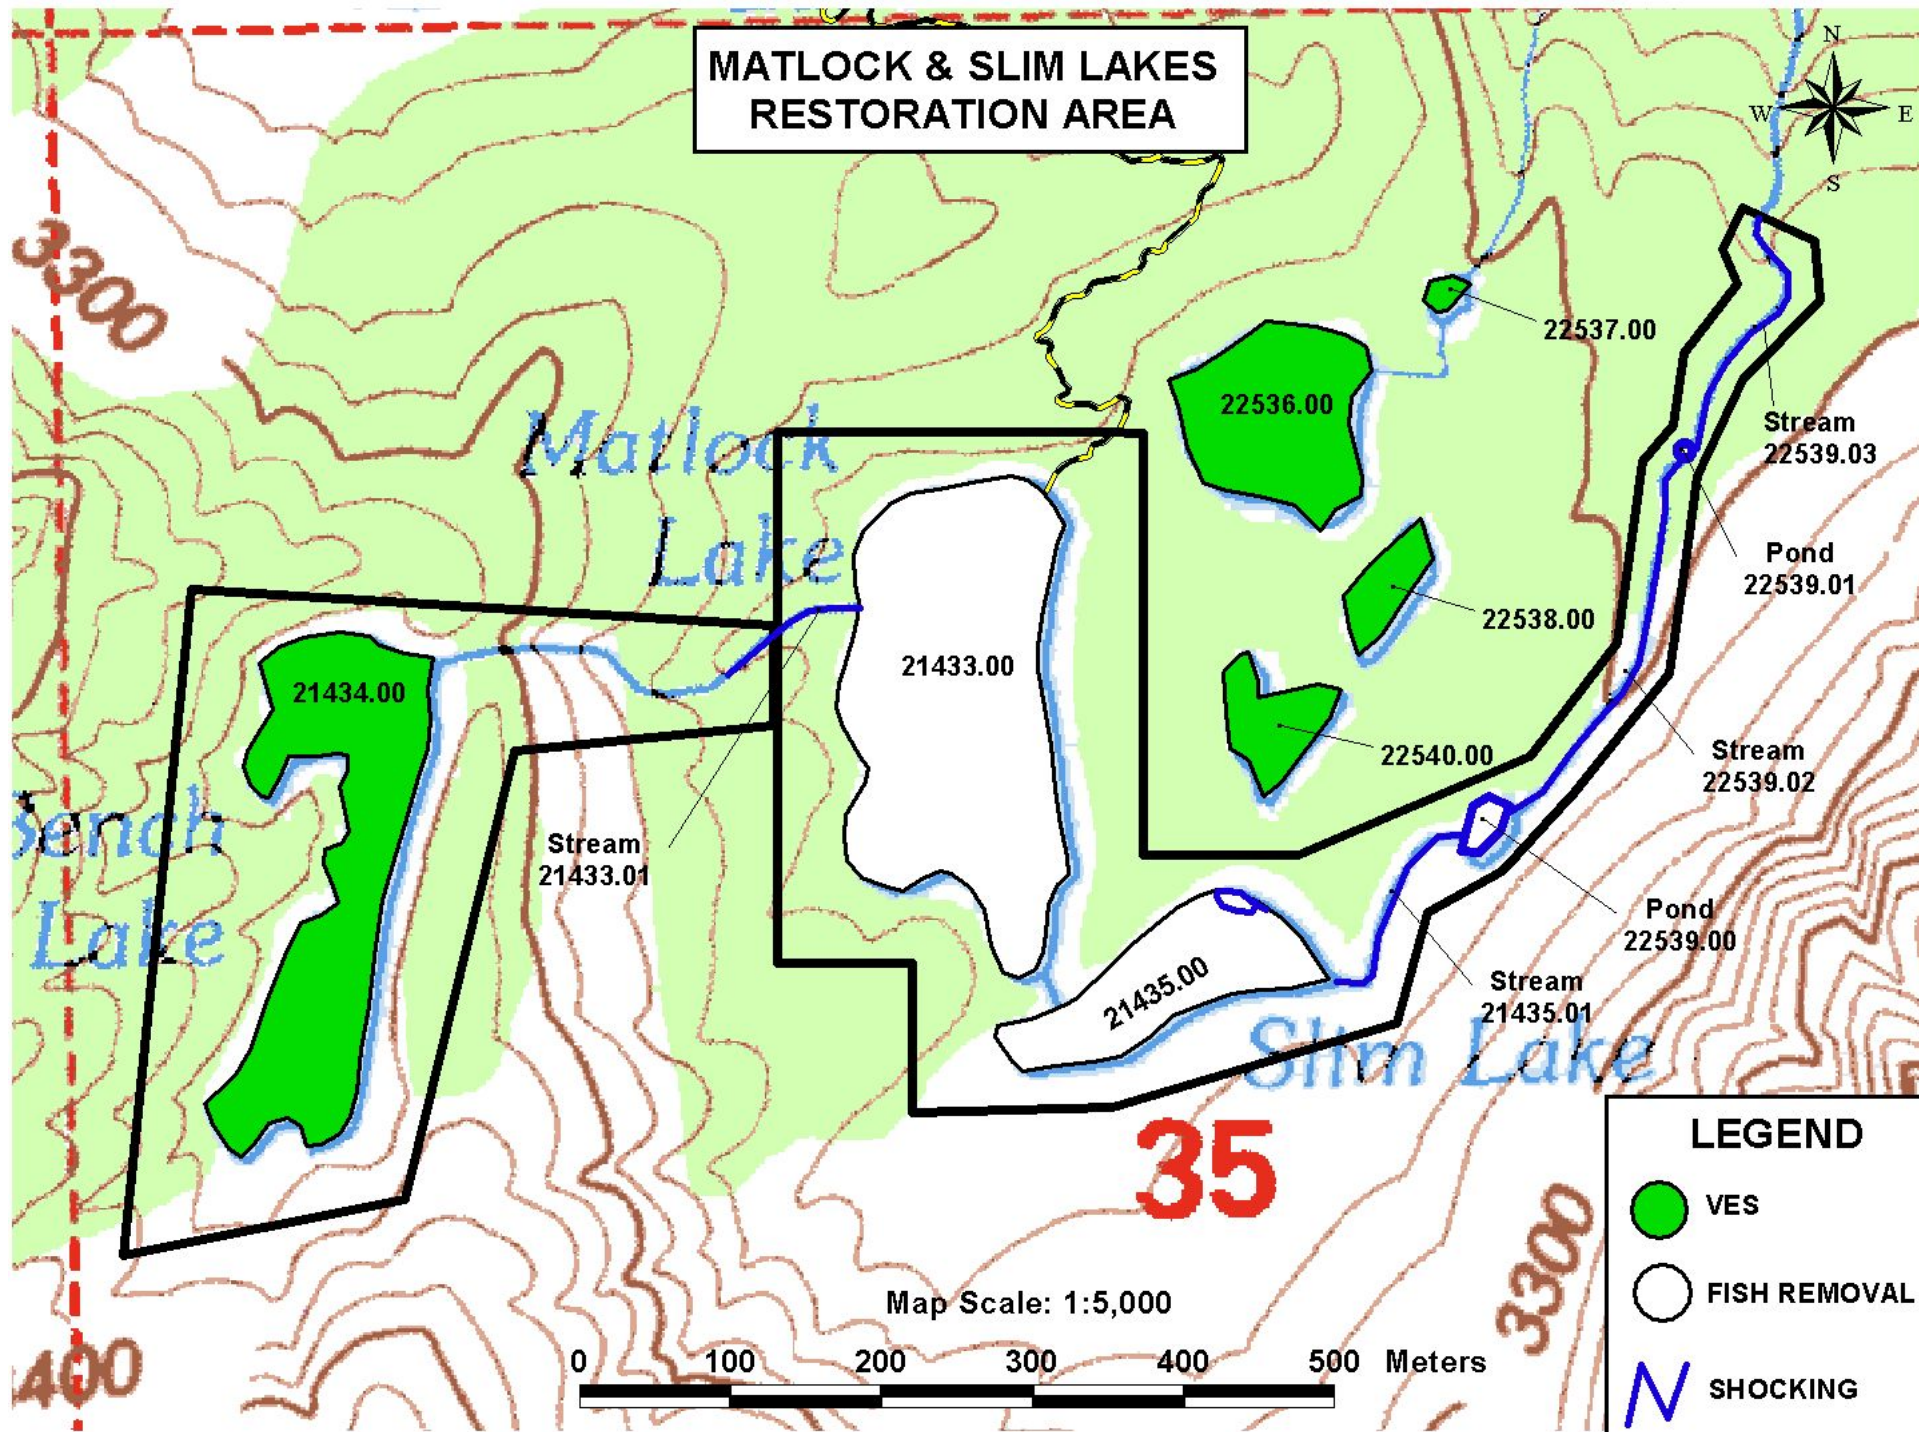 MATLOCK & SLIM LAKES
RESTORATION AREA
N
W
E
S
3300
22537.00
22536.00
Matlock
Lake
Stream
22539.03
Pond
22539.01
22538.00
21433.00
21434.00
22540.00
Stream
22539.02
Bench
Lake
Stream
21433.01
Pond
22539.00
21435.00
Stream
21435.01
Slim Lake
35
3300
400
Map Scale: 1:5,000
0 100 200 300 400 500 Meters
LEGEND
VES
FISH REMOVAL
SHOCKING